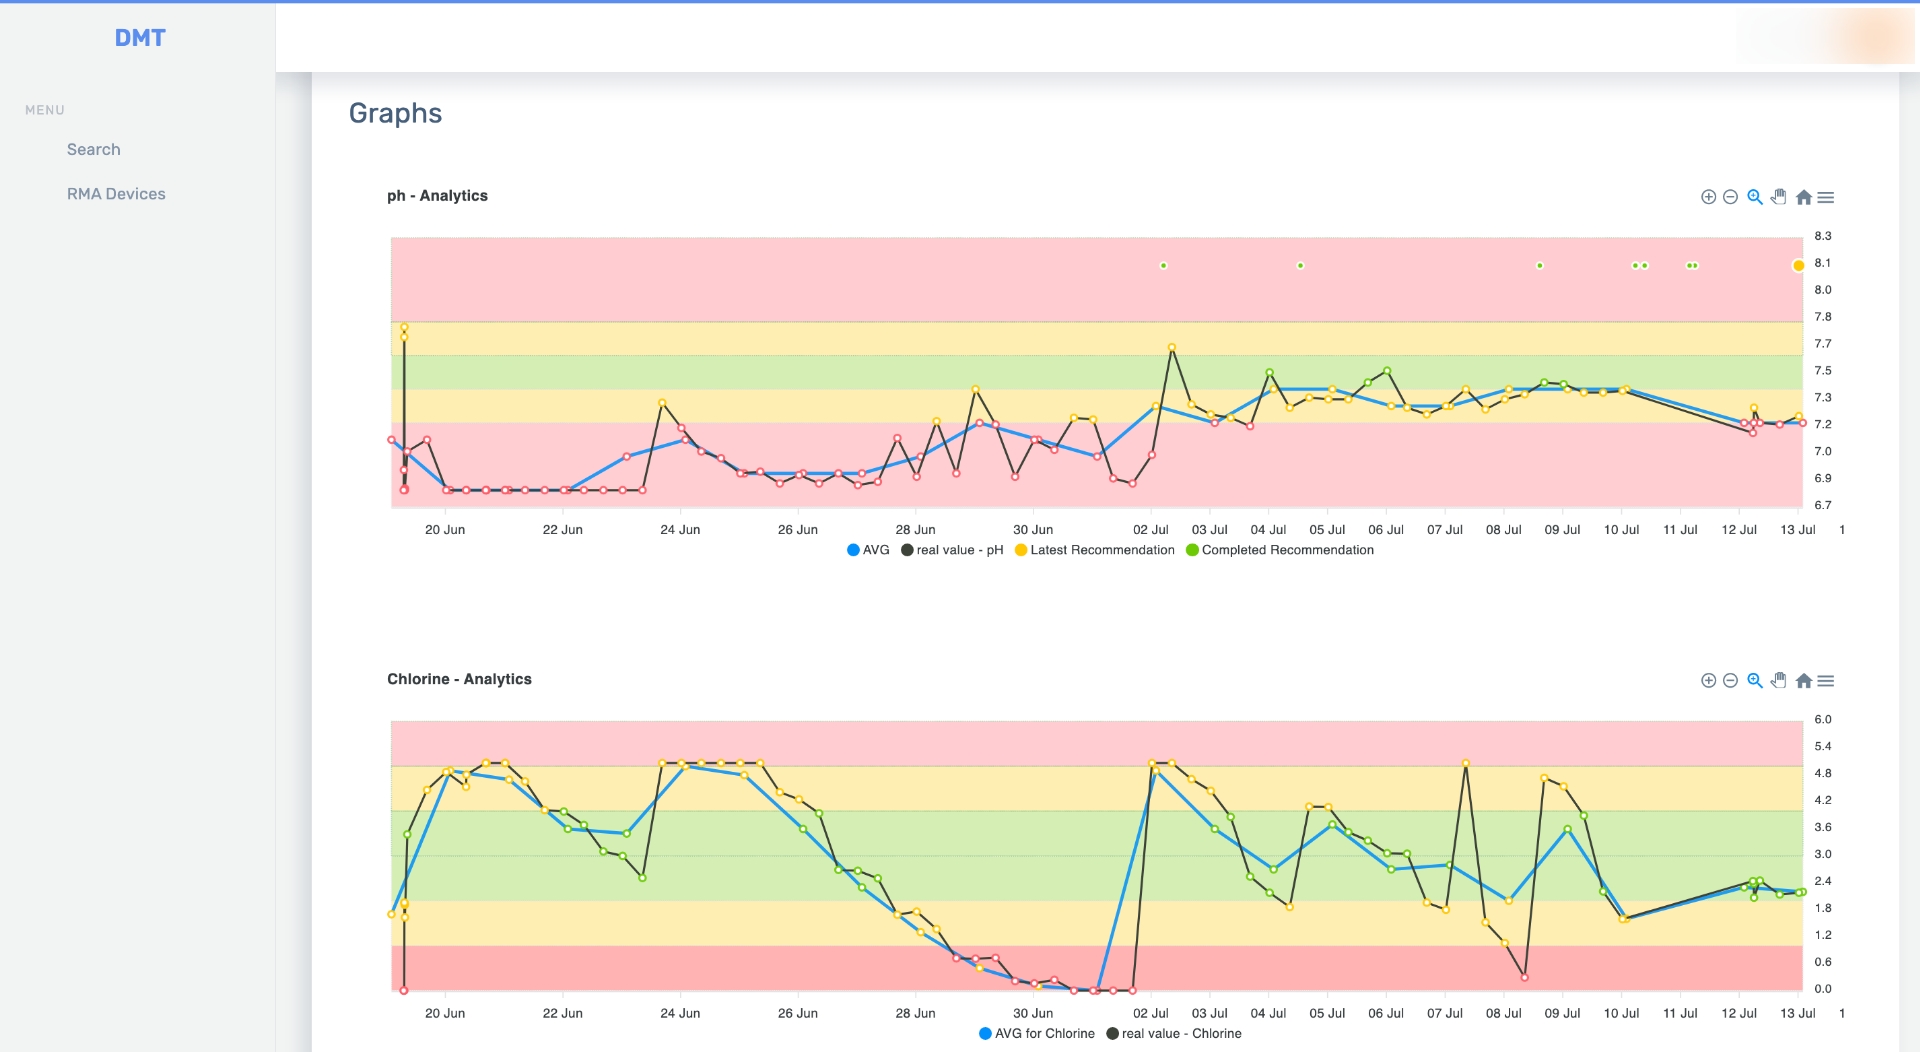 DMT
MENU
Search
RMA Devices
Graphs
ph - Analytics
8.3
8.1
8.0
7.8
7.7
7.5
7.3
7.2
7.0
6.9
6.7
20 Jun 22 Jun 24 Jun 26 Jun 28 Jun 30 Jun 02 Jul 03 Jul 04 Jul 05 Jul 06 Jul 07 Jul 08 Jul 09 Jul 10 Jul 11 Jul 12 Jul 13 Jul 1
AVG real value - pH Latest Recommendation Completed Recommendation
Chlorine - Analytics
6.0
5.4
4.8
4.2
3.6
3.0
2.4
1.8
1.2
0.6
0.0
20 Jun 22 Jun 24 Jun 26 Jun 28 Jun 30 Jun 02 Jul 03 Jul 04 Jul 05 Jul 06 Jul 07 Jul 08 Jul 09 Jul 10 Jul 11 Jul 12 Jul 13 Jul 1
AVG for Chlorine real value - Chlorine